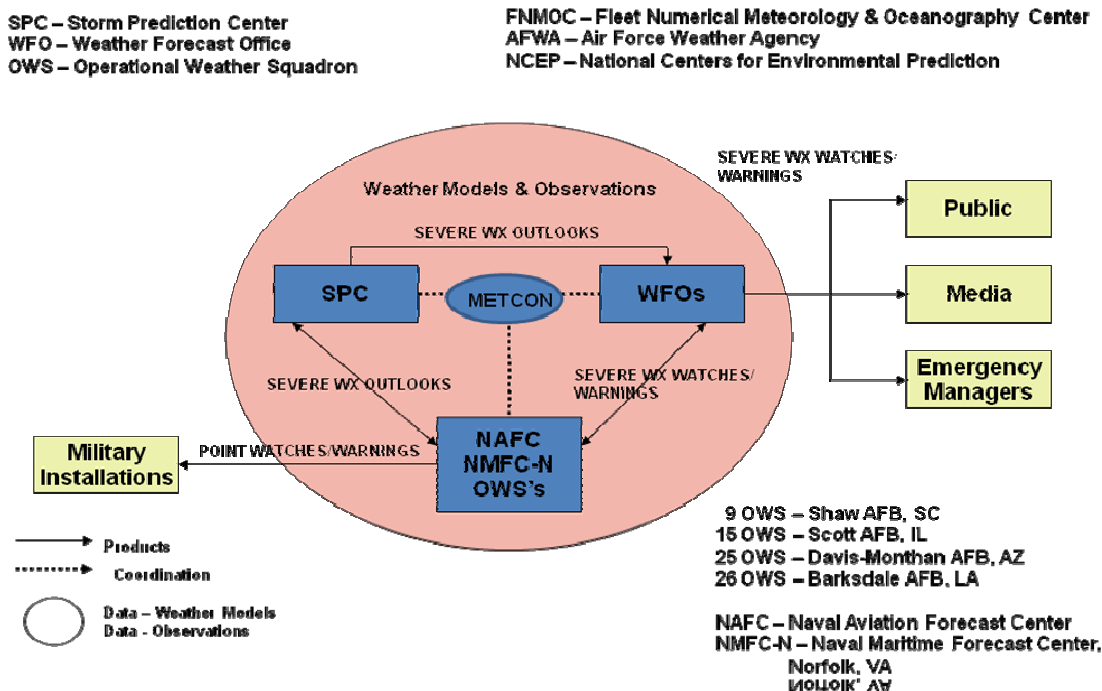 SPC – Storm Prediction Center
WFO – Weather Forecast Office
OWS – Operational Weather Squadron
FNMOC – Fleet Numerical Meteorology & Oceanography Center
AFWA – Air Force Weather Agency
NCEP – National Centers for Environmental Prediction
SEVERE WX WATCHES/
WARNINGS
Weather Models & Observations
SEVERE WX OUTLOOKS
Public
SPC
METCON
WFOs
Media
SEVERE WX OUTLOOKS
SEVERE WX WATCHES/
WARNINGS
Emergency
Managers
NAFC
NMFC-N
OWS's
Military
Installations
POINT WATCHES/WARNINGS
Products
Coordination
Data – Weather Models
Data - Observations
9 OWS – Shaw AFB, SC
15 OWS – Scott AFB, IL
25 OWS – Davis-Monthan AFB, AZ
26 OWS – Barksdale AFB, LA
NAFC – Naval Aviation Forecast Center
NMFC-N – Naval Maritime Forecast Center,
Norfolk, VA
Norfolk, VA